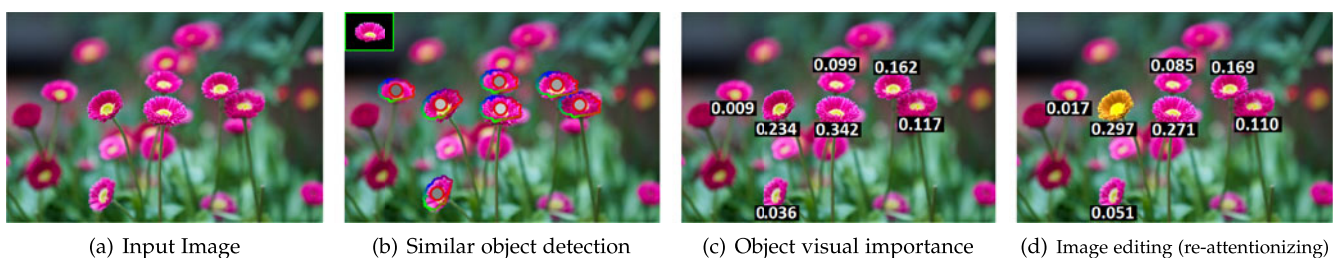 0.099 0.162
0.009
0.234 0.342 0.117
0.036
0.085 0.169
0.017
0.297 0.271 0.110
0.051
(a) Input Image
(b) Similar object detection
(c) Object visual importance
(d) Image editing (re-attentionizing)